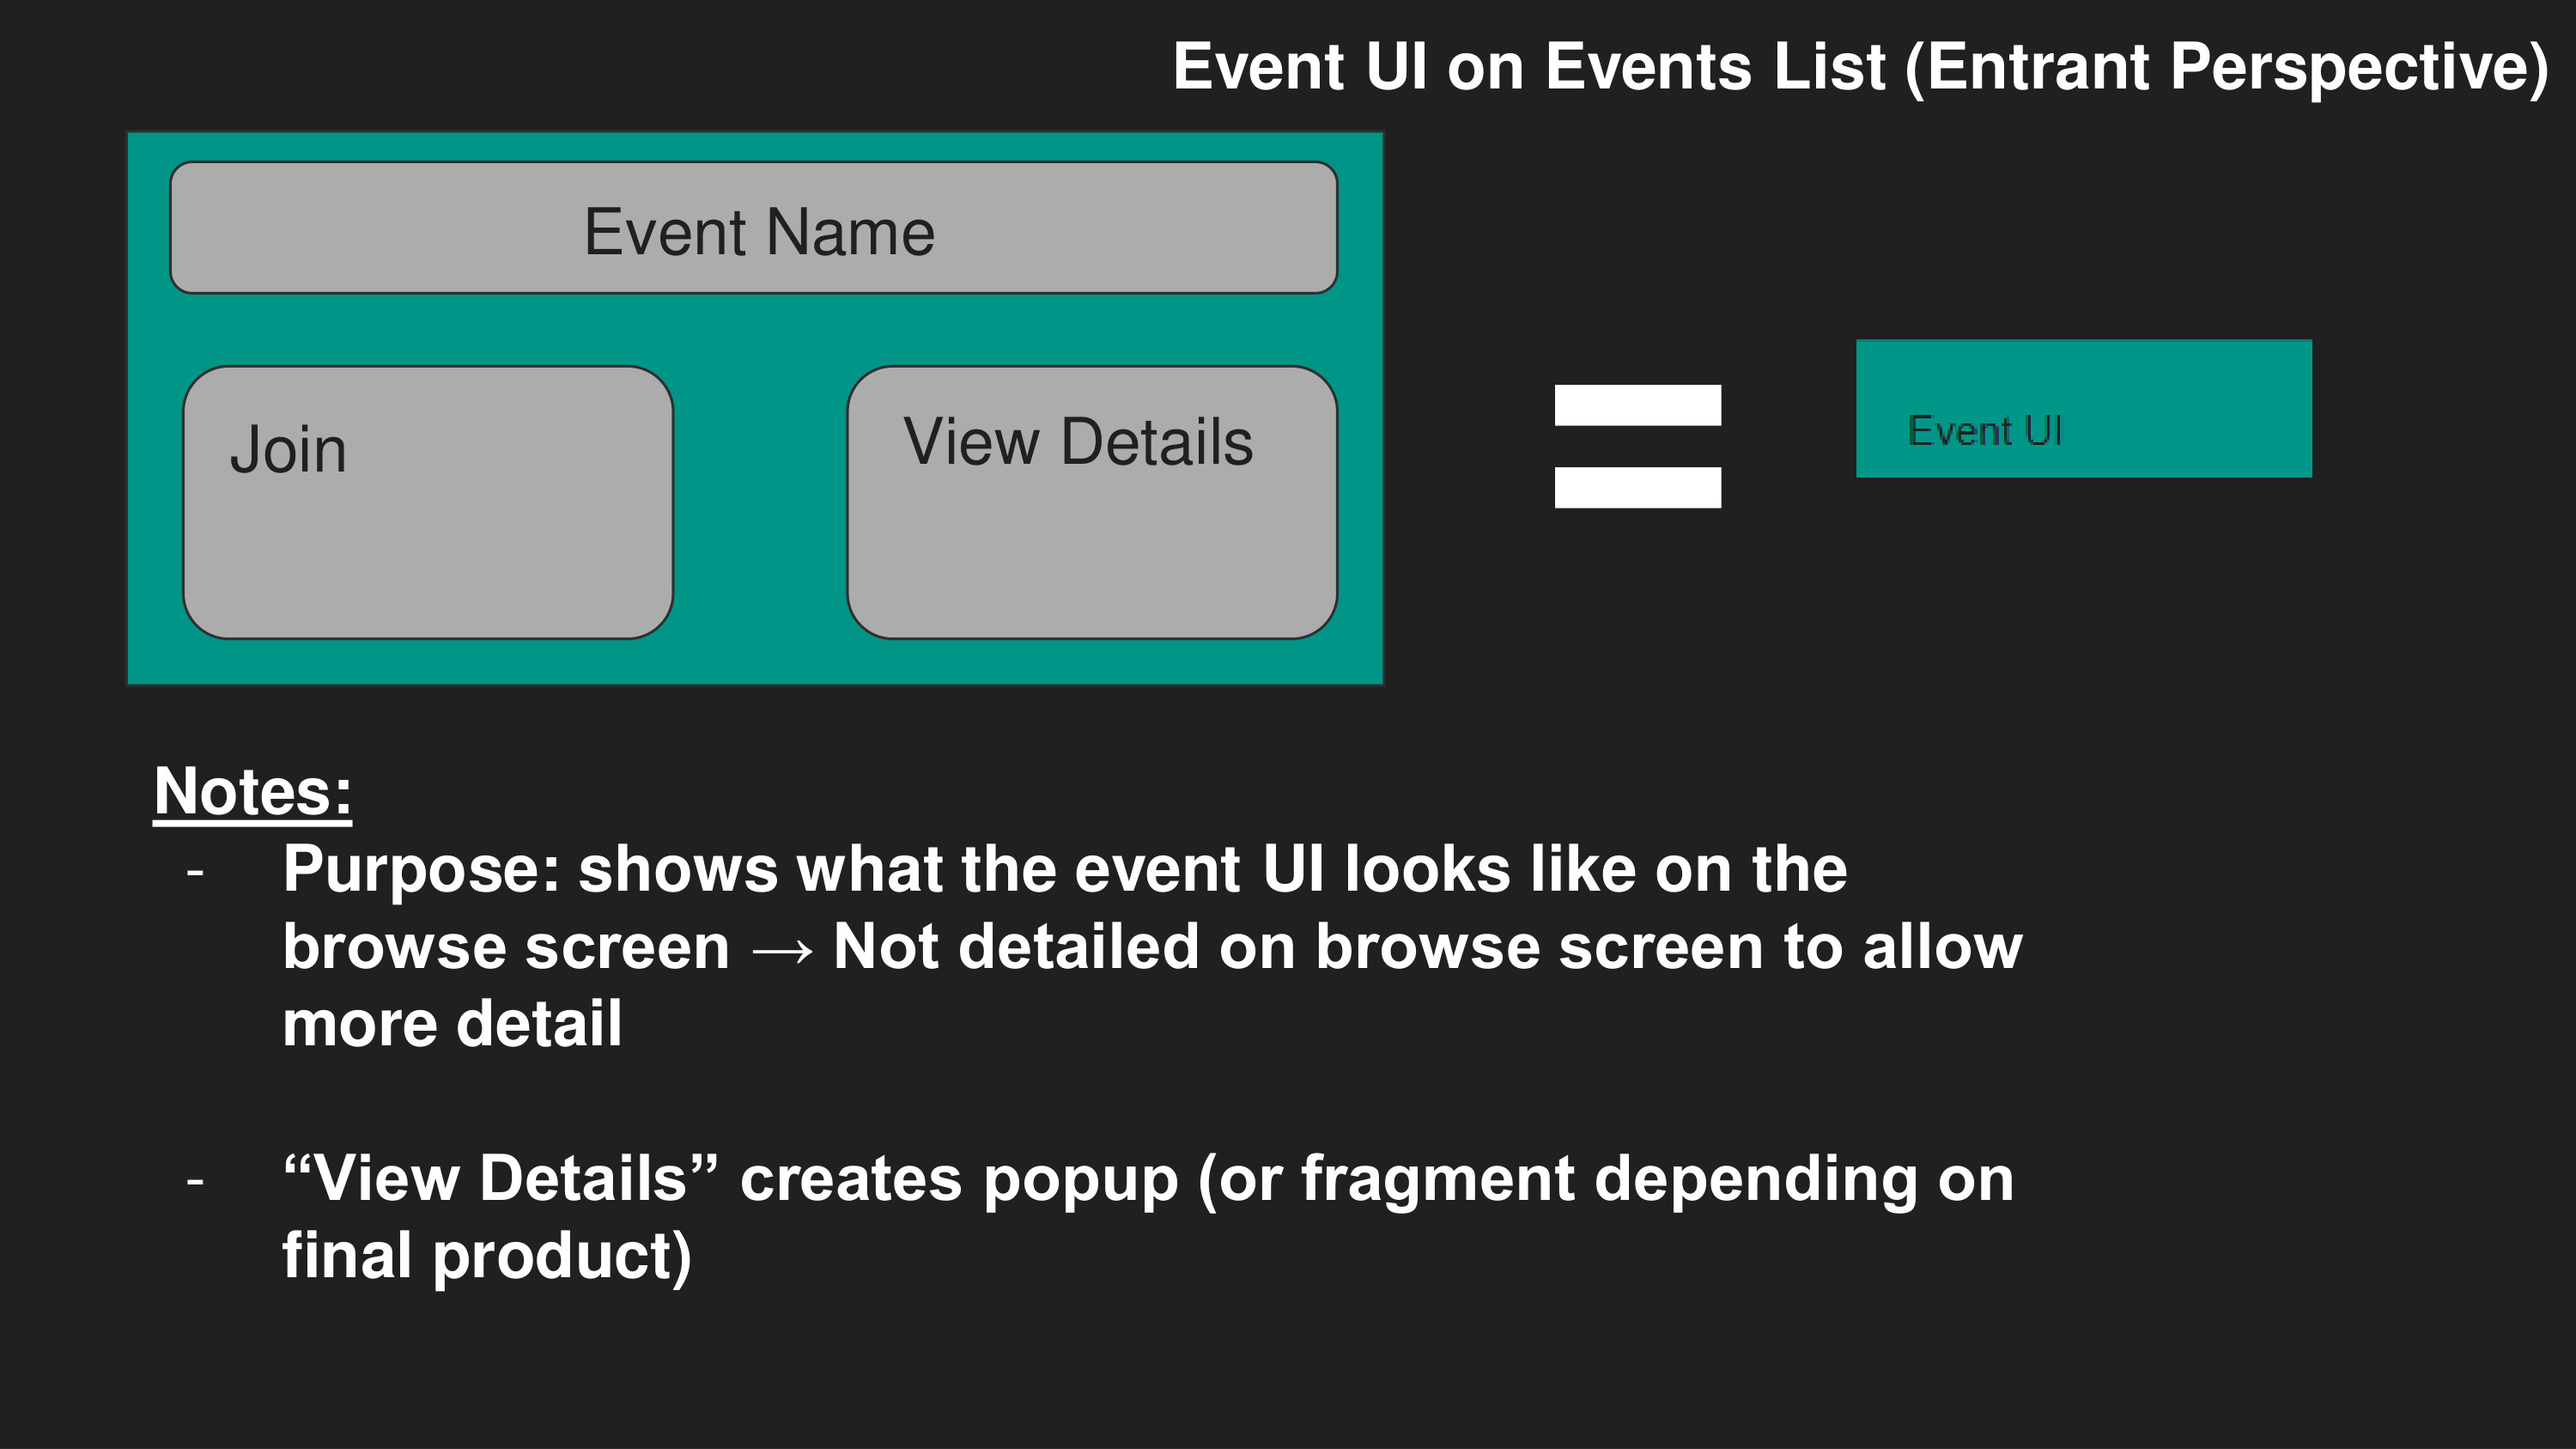 Event UI on Events List (Entrant Perspective)
Event Name
Join
View Details
Event UI
Notes:
- Purpose: shows what the event UI looks like on the
browse screen → Not detailed on browse screen to allow
more detail
- “View Details” creates popup (or fragment depending on
final product)